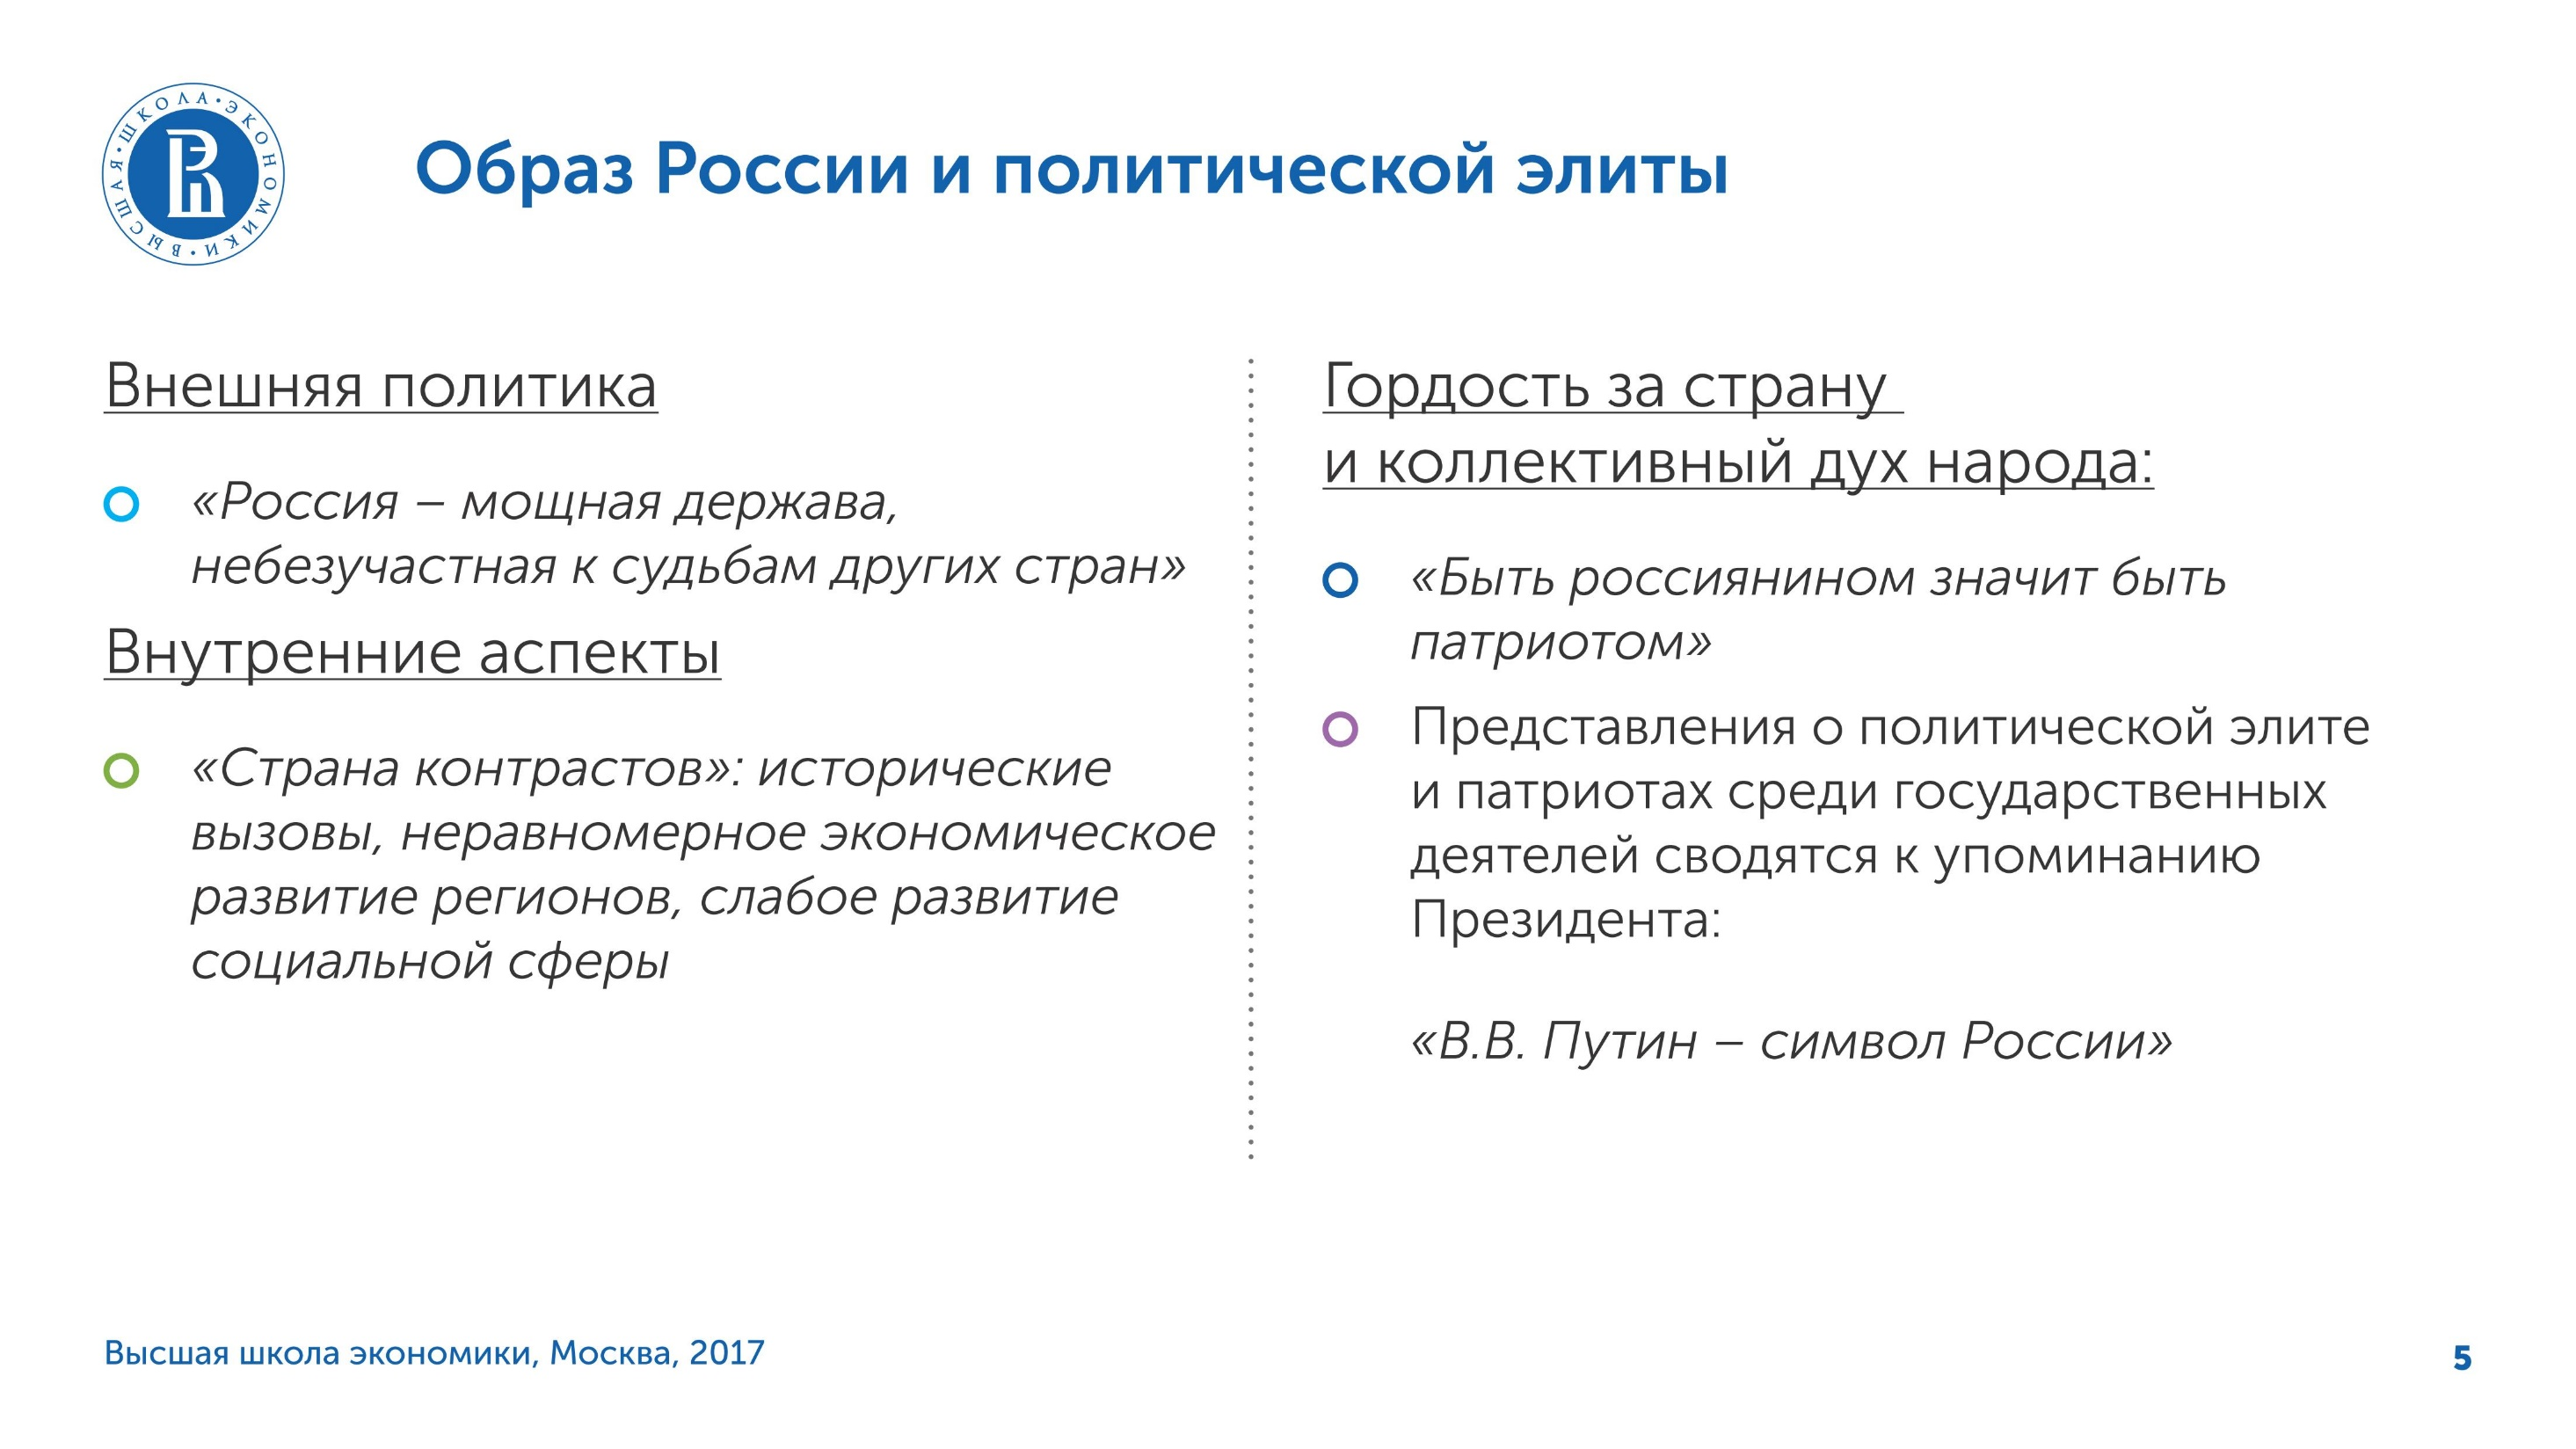 ВЫСШАЯ • ШКОЛА • ЭКОНОМИКИ •
Образ России и политической элиты
Внешняя политика
«Россия – мощная держава,
небезучастная к судьбам других стран»
Внутренние аспекты
«Страна контрастов»: исторические
вызовы, неравномерное экономическое
развитие регионов, слабое развитие
социальной сферы
Гордость за страну
и коллективный дух народа:
«Быть россиянином значит быть
патриотом»
Представления о политической элите
и патриотах среди государственных
деятелей сводятся к упоминанию
Президента:
«В.В. Путин – символ России»
Высшая школа экономики, Москва, 2017
5